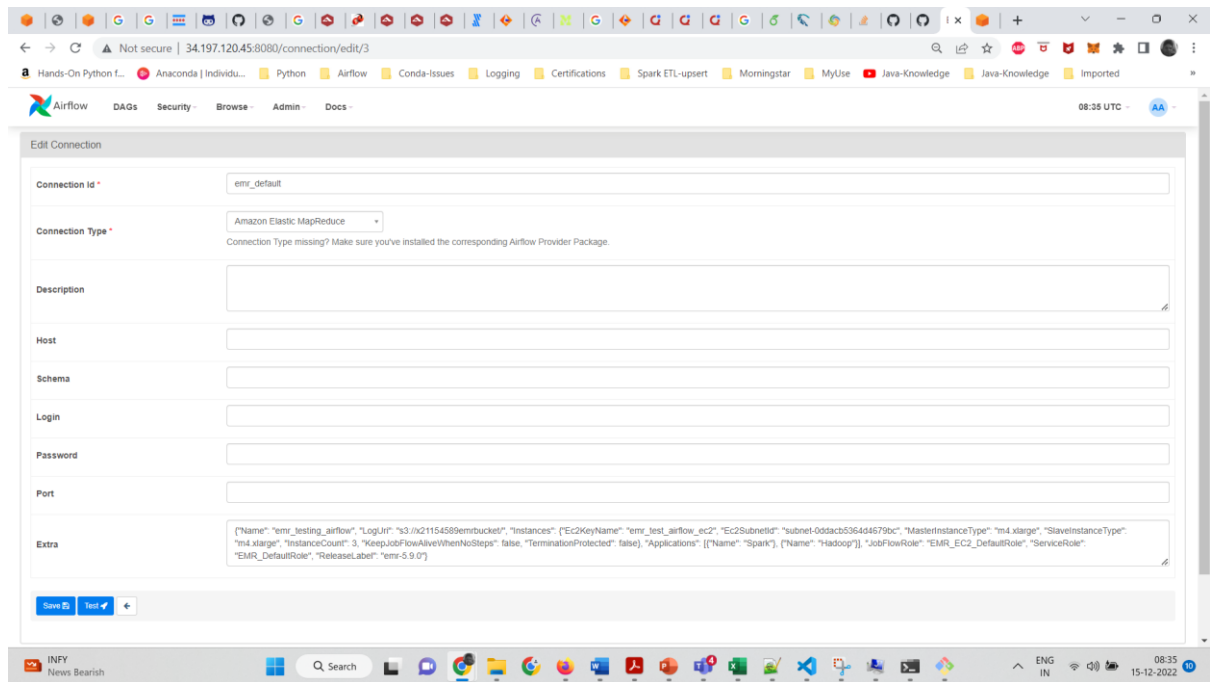 Not secure | 34.197.120.45:8080/connection/edit/3
Hands-On Python f... Anaconda | Individu... Python Airflow Conda-Issues Logging Certifications Spark ETL-upsert Morningstar MyUse Java-Knowledge Java-Knowledge Imported »
Airflow DAGs Security Browse Admin Docs 08:35 UTC AA
Edit Connection
Connection Id * emr_default
Connection Type * Amazon Elastic MapReduce
Connection Type missing? Make sure you've installed the corresponding Airflow Provider Package.
Description
Host
Schema
Login
Password
Port
Extra
{"Name": "emr_testing_airflow", "LogUri": "s3://x21154589emrbucket/", "Instances": {"Ec2KeyName": "emr_test_airflow_ec2", "Ec2SubnetId": "subnet-0ddacb5364d4679bc", "MasterInstanceType": "m4.xlarge", "SlaveInstanceType":
"m4.xlarge", "InstanceCount": 3, "KeepJobFlowAliveWhenNoSteps": false, "TerminationProtected": false}, "Applications": [{"Name": "Spark"}, {"Name": "Hadoop"}], "JobFlowRole": "EMR_EC2_DefaultRole", "ServiceRole":
"EMR_DefaultRole", "ReleaseLabel": "emr-5.9.0"}
Save Test
INFY
News Bearish
Search
ENG
IN
08:35
15-12-2022
10